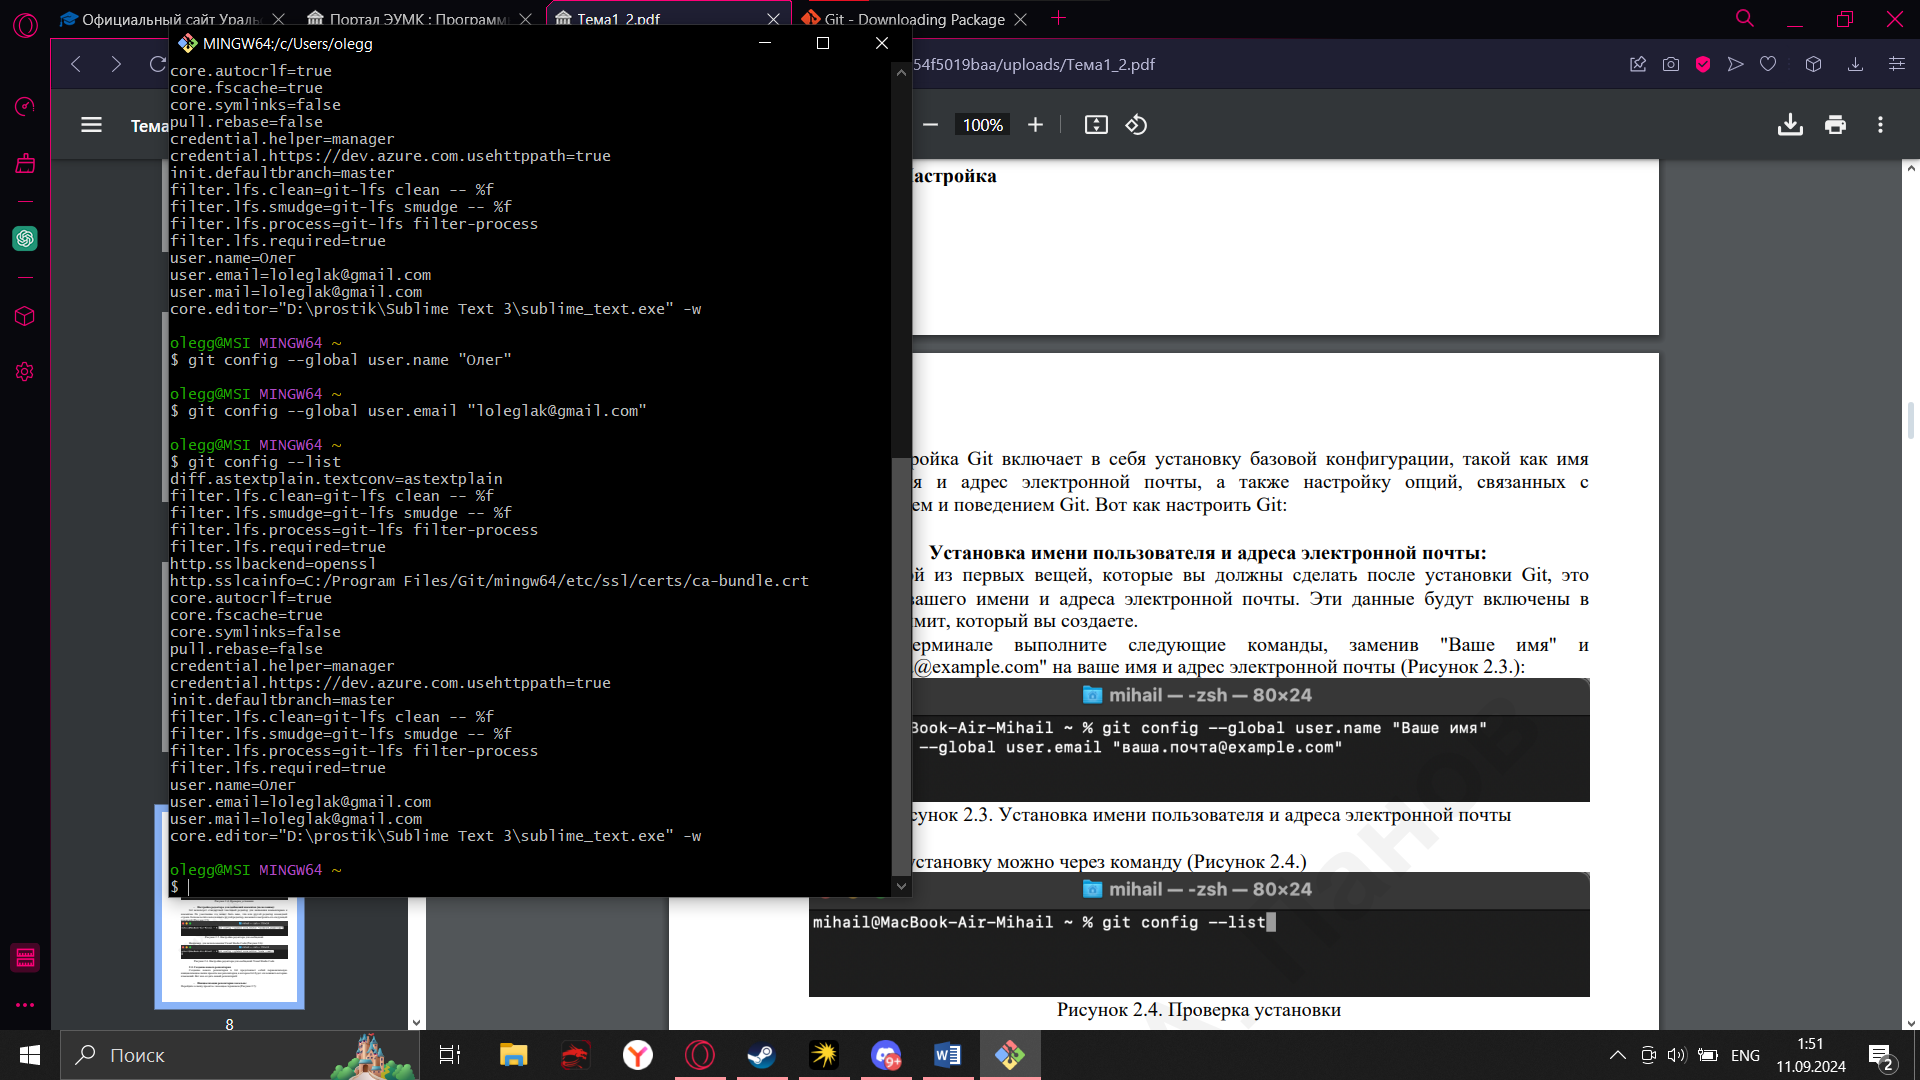 Официальный сайт Ураль
Портал ЭУМК : Програм
Тема1_2.pdf
Git - Downloading Package
MINGW64:/c/Users/olegg
54f5019baa/uploads/Тема1_2.pdf
Тема
100%
core.autocrlf=true
core.fscache=true
core.symlinks=false
pull.rebase=false
credential.helper=manager
credential.https://dev.azure.com.usehttppath=true
init.defaultbranch=master
filter.lfs.clean=git-lfs clean -- %f
filter.lfs.smudge=git-lfs smudge -- %f
filter.lfs.process=git-lfs filter-process
filter.lfs.required=true
user.name=Олег
user.email=loleglak@gmail.com
user.mail=loleglak@gmail.com
core.editor="D:\prostik\Sublime Text 3\sublime_text.exe" -w
olegg@MSI MINGW64 ~
$ git config --global user.name "Олег"
olegg@MSI MINGW64 ~
$ git config --global user.email "loleglak@gmail.com"
olegg@MSI MINGW64 ~
$ git config --list
diff.astextplain.textconv=astextplain
filter.lfs.clean=git-lfs clean -- %f
filter.lfs.smudge=git-lfs smudge -- %f
filter.lfs.process=git-lfs filter-process
filter.lfs.required=true
http.sslbackend=openssl
http.sslcainfo=C:/Program Files/Git/mingw64/etc/ssl/certs/ca-bundle.crt
core.autocrlf=true
core.fscache=true
core.symlinks=false
pull.rebase=false
credential.helper=manager
credential.https://dev.azure.com.usehttppath=true
init.defaultbranch=master
filter.lfs.clean=git-lfs clean -- %f
filter.lfs.smudge=git-lfs smudge -- %f
filter.lfs.process=git-lfs filter-process
filter.lfs.required=true
user.name=Олег
user.email=loleglak@gmail.com
user.mail=loleglak@gmail.com
core.editor="D:\prostik\Sublime Text 3\sublime_text.exe" -w
olegg@MSI MINGW64 ~
$
астройка
ройка Git включает в себя установку базовой конфигурации, такой как имя
я и адрес электронной почты, а также настройку опций, связанных с
ем и поведением Git. Вот как настроить Git:
Установка имени пользователя и адреса электронной почты:
й из первых вещей, которые вы должны сделать после установки Git, это
вашего имени и адреса электронной почты. Эти данные будут включены в
мит, который вы создаете.
ерминале выполните следующие команды, заменив "Ваше имя" и
@example.com" на ваше имя и адрес электронной почты (Рисунок 2.3.):
mihail — -zsh — 80×24
Book-Air-Mihail ~ % git config --global user.name "Ваше имя"
--global user.email "ваша.почта@example.com"
сунок 2.3. Установка имени пользователя и адреса электронной почты
установку можно через команду (Рисунок 2.4.)
mihail — -zsh — 80×24
mihail@MacBook-Air-Mihail ~ % git config --list
Рисунок 2.4. Проверка установки
8
Поиск
9+
ENG
1:51
11.09.2024
2